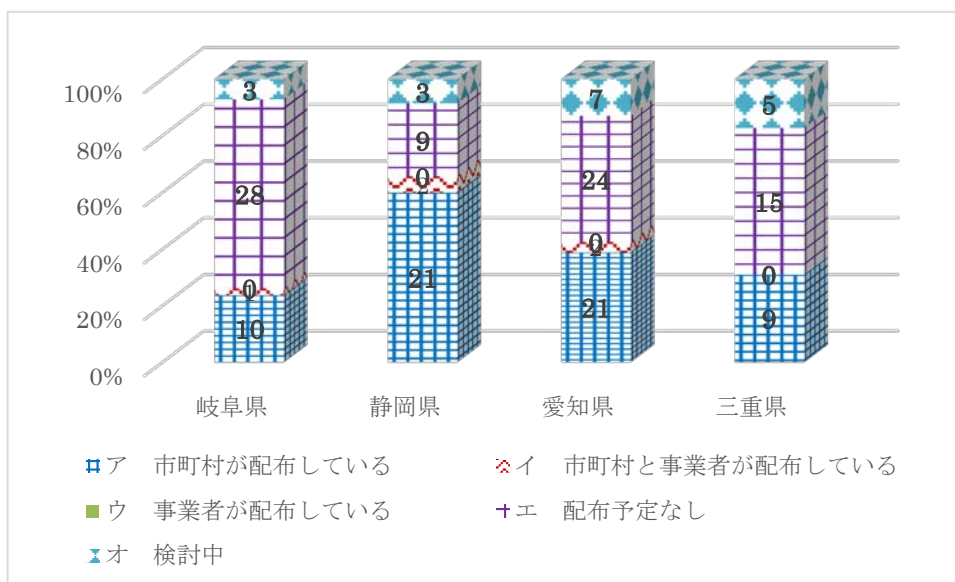 100%
80%
60%
40%
20%
0%
3
28
0
1
10
3
9
0
2
21
7
24
0
2
21
5
15
0
9
岐阜県
静岡県
愛知県
三重県
ア 市町村が配布している
イ 市町村と事業者が配布している
ウ 事業者が配布している
エ 配布予定なし
オ 検討中